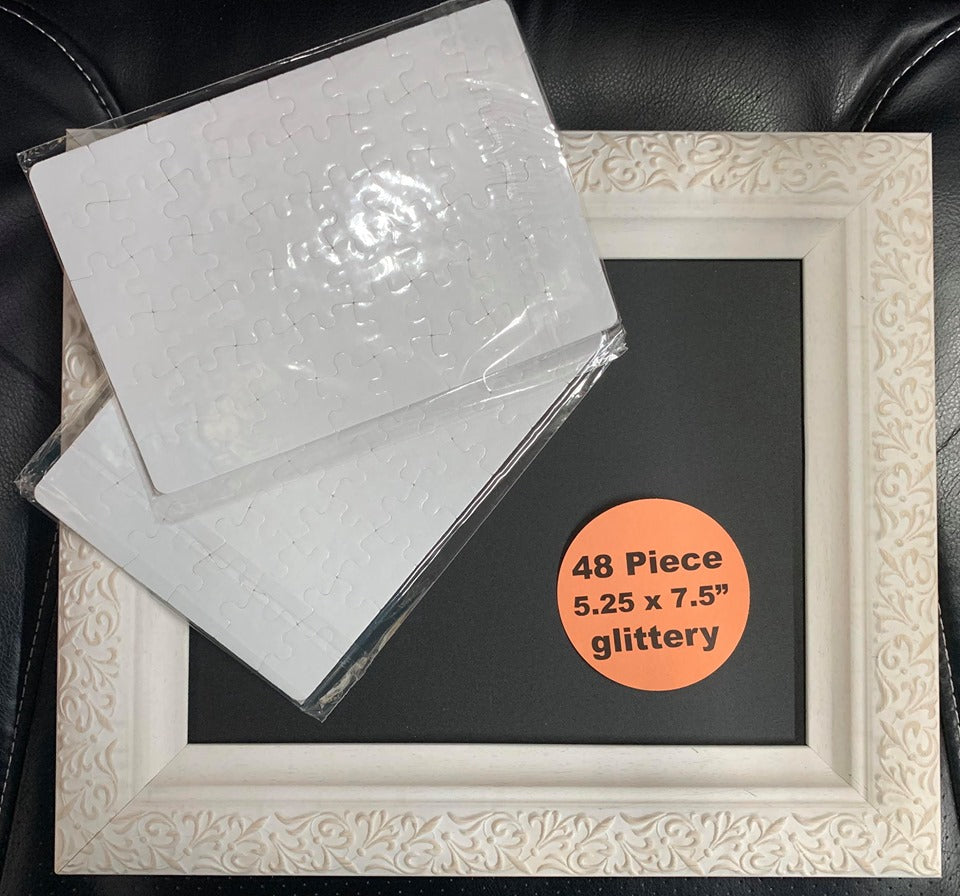 48 Piece
5.25 x 7.5”
glittery